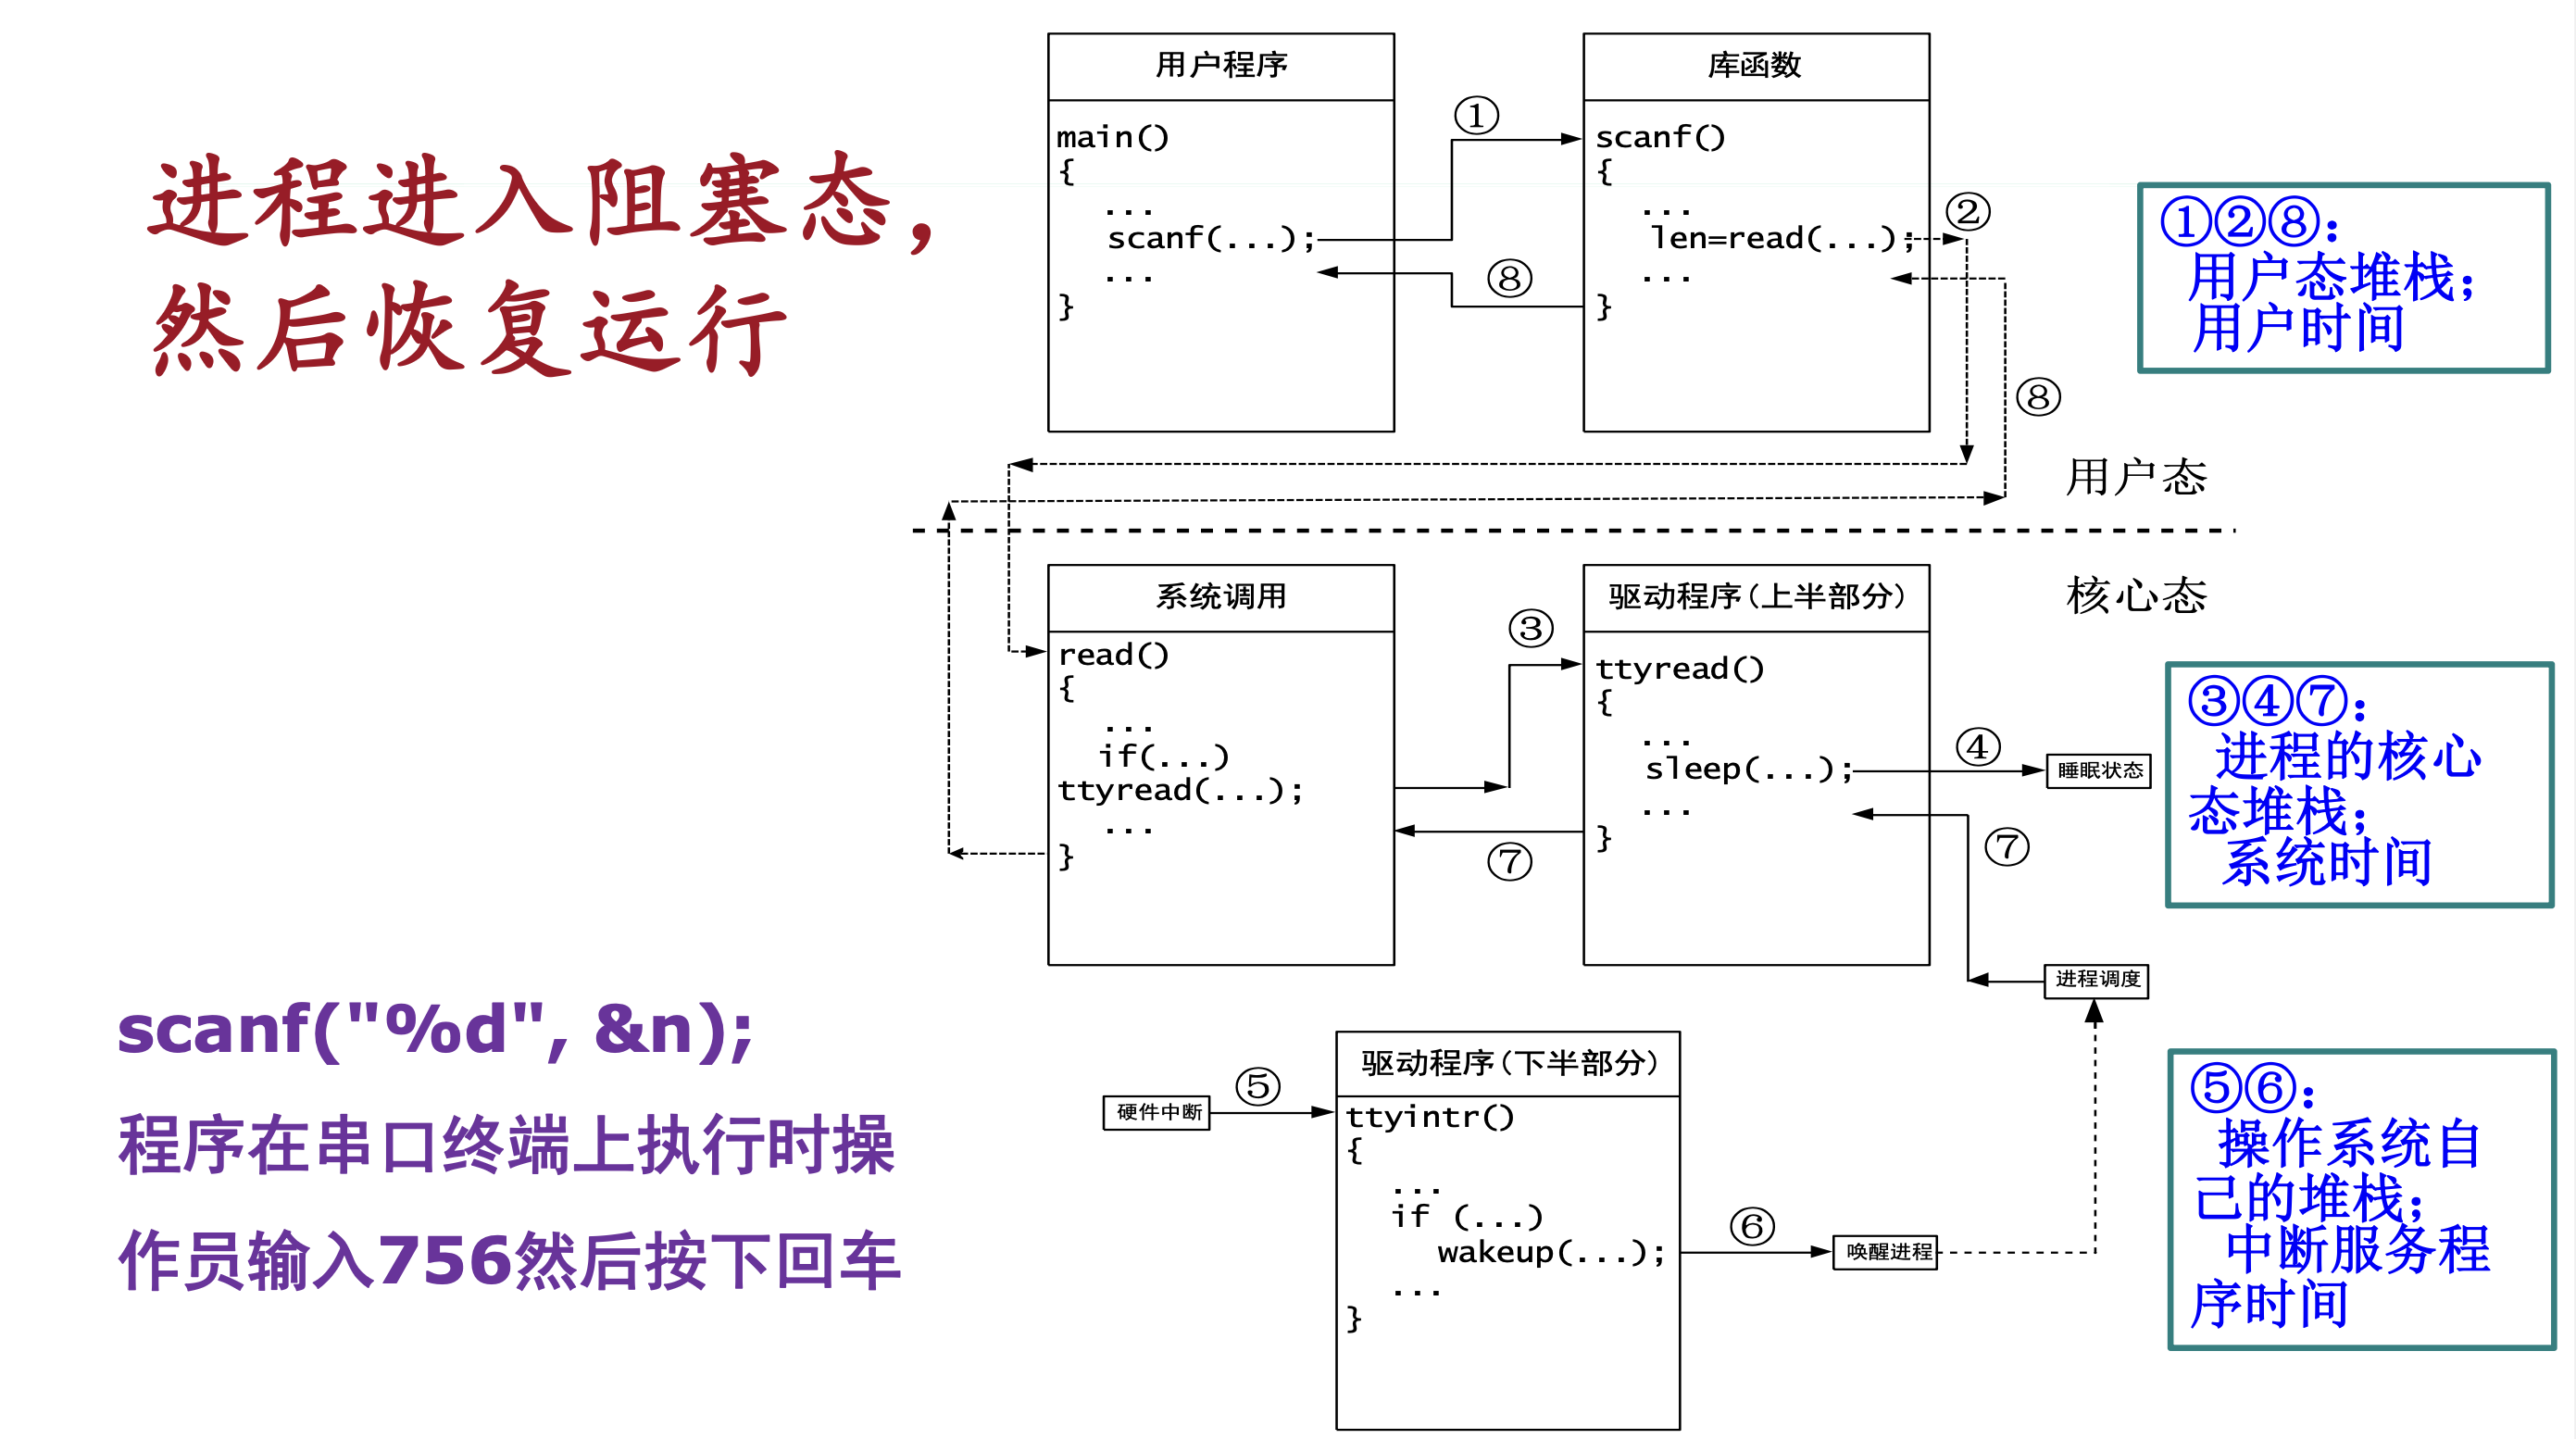 进程进入阻塞态，
然后恢复运行
scanf("%d", &n);
程序在串口终端上执行时操
作员输入756然后按下回车
用户程序
main()
{
...
scanf(...);
...
}
①
⑧
库函数
scanf()
{
...
len=read(...);
...
}
②
⑧
①②⑧：
用户态堆栈；
用户时间
用户态
核心态
系统调用
read()
{
...
if(...)
ttyread(...);
...
}
③
⑦
驱动程序(上半部分)
ttyread()
{
...
sleep(...);
...
}
④
睡眠状态
⑦
进程调度
③④⑦：
进程的核心
态堆栈；
系统时间
硬件中断
⑤
驱动程序(下半部分)
ttyintr()
{
...
if (...)
wakeup(...);
...
}
⑥
唤醒进程
⑤⑥：
操作系统自
己的堆栈；
中断服务程
序时间